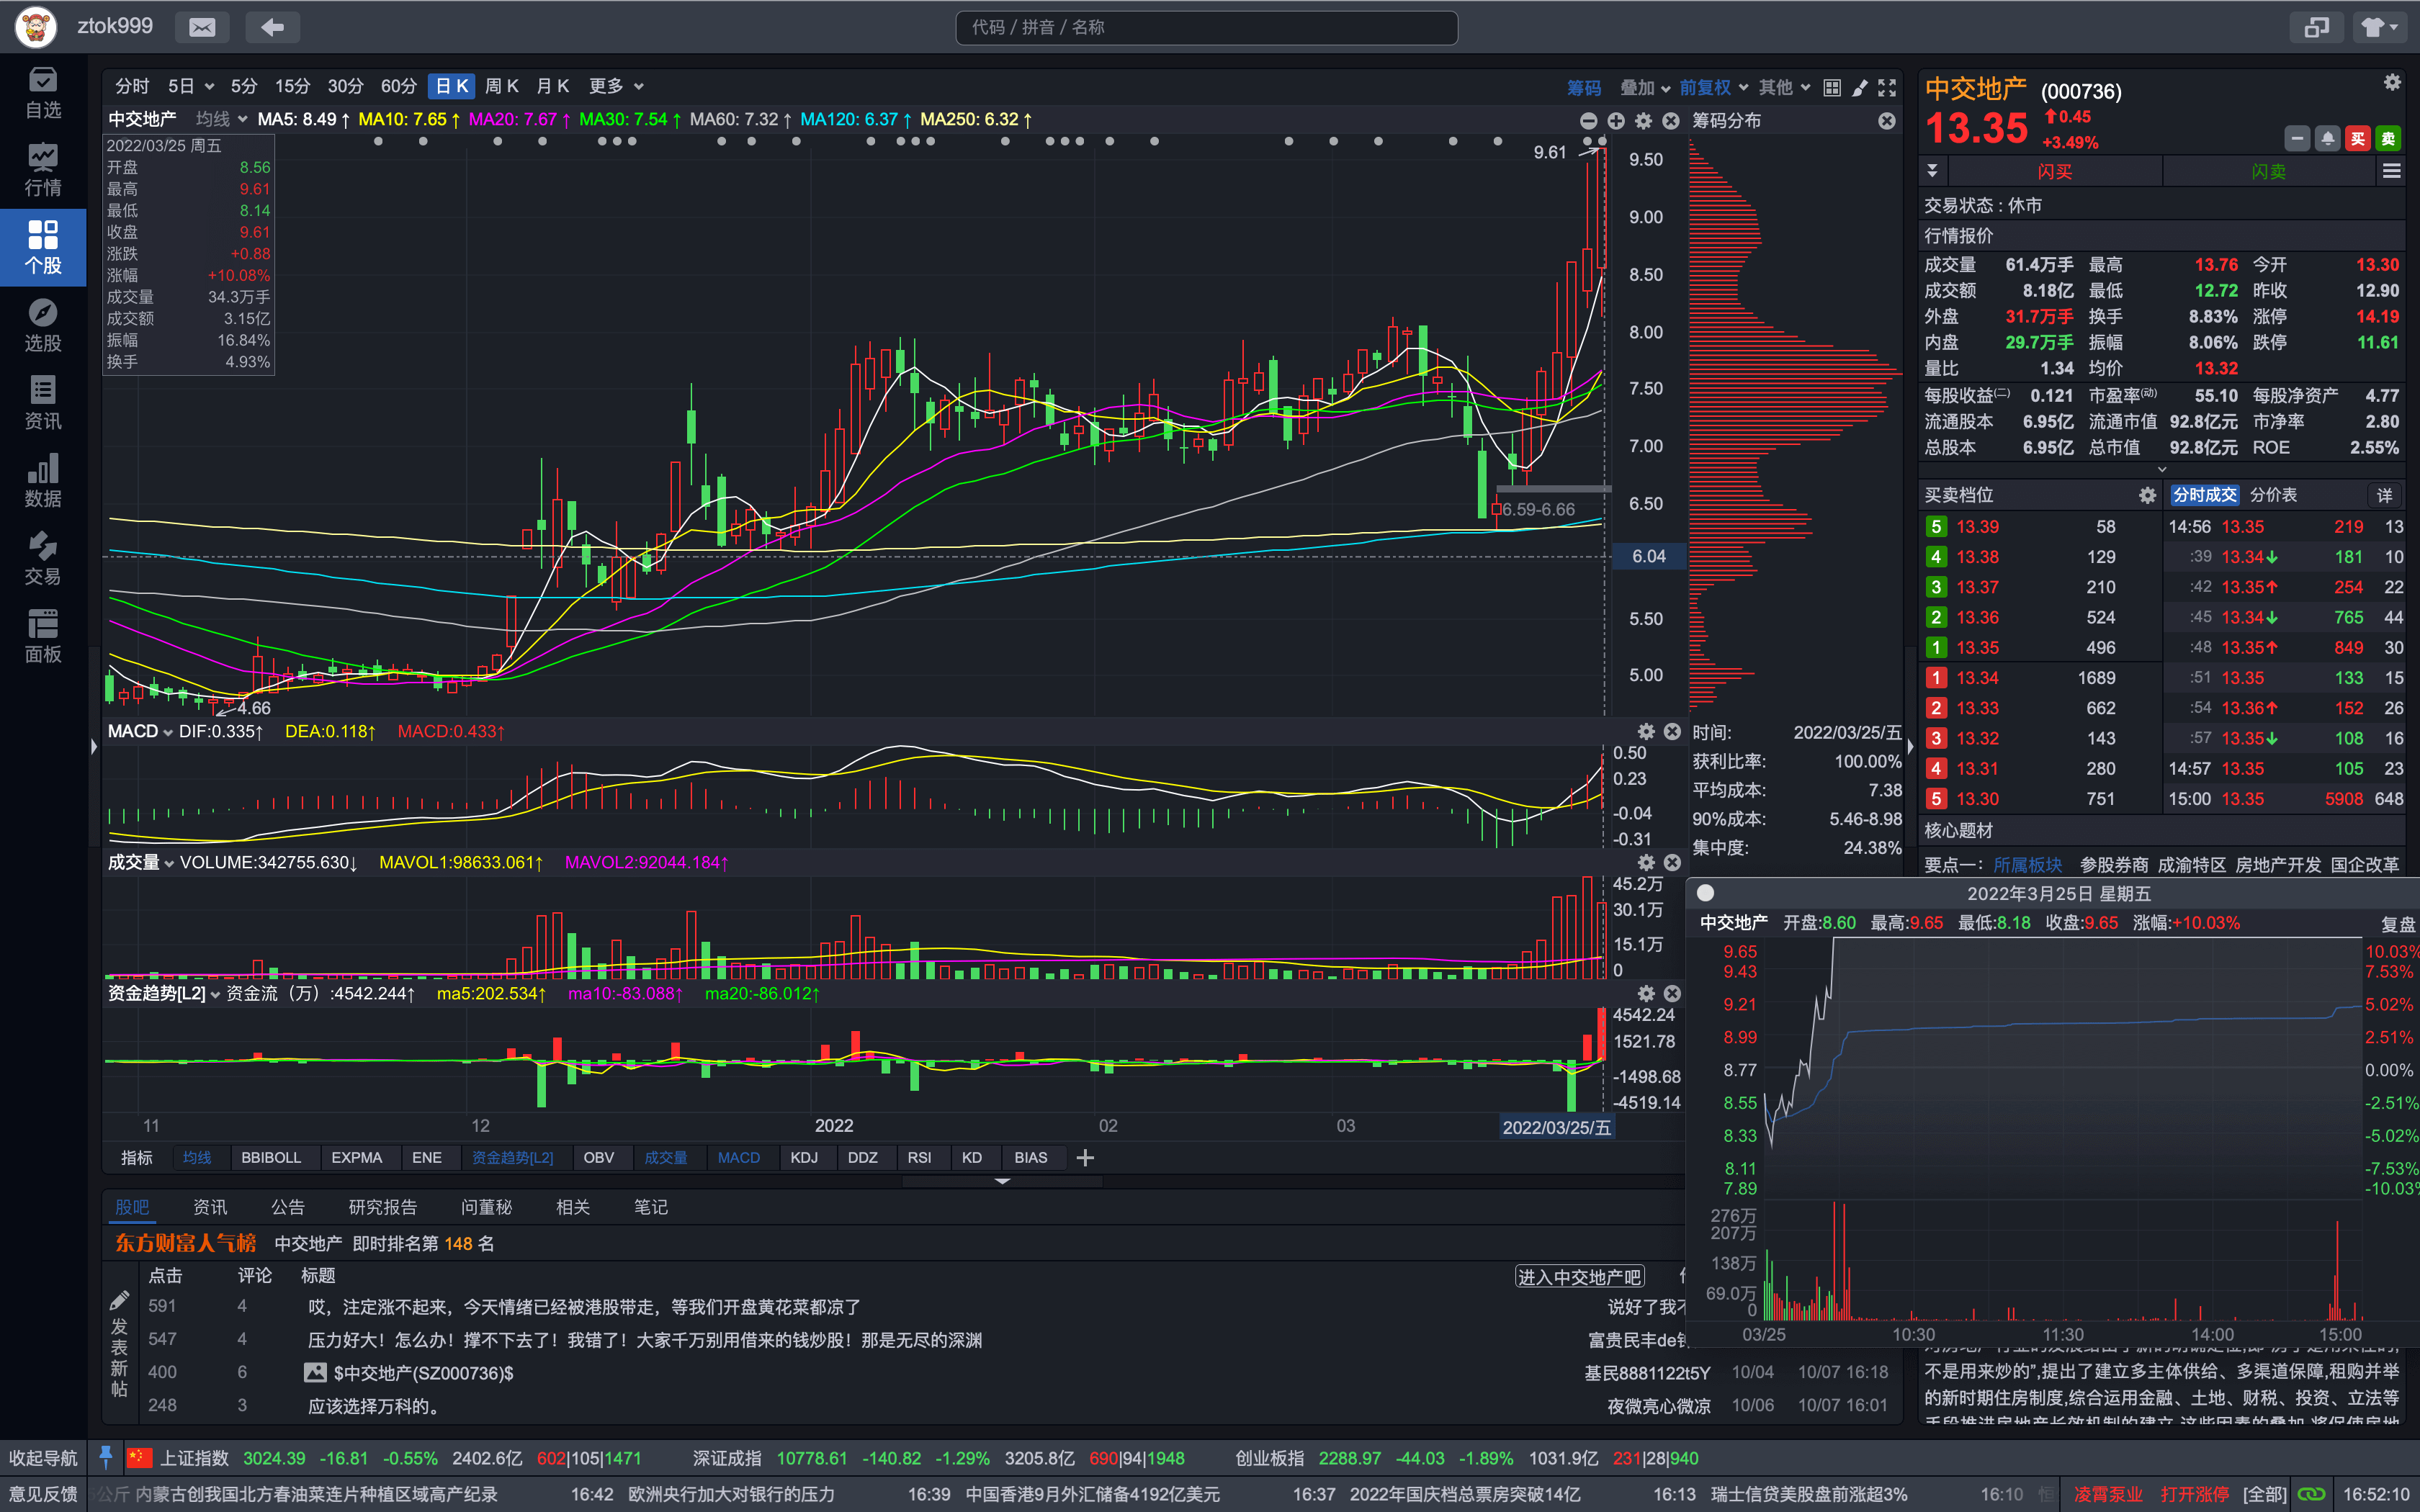 ztok999
代码 / 拼音 / 名称
自选
行情
个股
选股
资讯
数据
交易
面板
分时 5日 5分 15分 30分 60分 日K 周K 月K 更多 筹码 叠加 前复权 其他
中交地产 均线 MA5: 8.49↑ MA10: 7.65↑ MA20: 7.67↑ MA30: 7.54↑ MA60: 7.32↑ MA120: 6.37↑ MA250: 6.32↑
2022/03/25 周五
开盘 8.56
最高 9.61
最低 8.14
收盘 9.61
涨跌 +0.88
涨幅 +10.08%
成交量 34.3万手
成交额 3.15亿
振幅 16.84%
换手 4.93%
9.61
6.59-6.66
4.66
9.50
9.00
8.50
8.00
7.50
7.00
6.50
6.04
5.50
5.00
筹码分布
时间: 2022/03/25/五
获利比率: 100.00%
平均成本: 7.38
90%成本: 5.46-8.98
集中度: 24.38%
MACD DIF:0.335↑ DEA:0.118↑ MACD:0.433↑
0.50
0.23
-0.04
-0.31
成交量 VOLUME:342755.630↓ MAVOL1:98633.061↑ MAVOL2:92044.184↑
45.2万
30.1万
15.1万
0
资金趋势[L2] 资金流（万）:4542.244↑ ma5:202.534↑ ma10:-83.088↑ ma20:-86.012↑
4542.24
1521.78
-1498.68
-4519.14
11 12 2022 02 03 2022/03/25/五
指标 均线 BBIBOLL EXPMA ENE 资金趋势[L2] OBV 成交量 MACD KDJ DDZ RSI KD BIAS
股吧 资讯 公告 研究报告 问董秘 相关 笔记
东方财富人气榜 中交地产 即时排名第 148 名
点击 评论 标题 进入中交地产吧
发表新帖
591 4 哎，注定涨不起来，今天情绪已经被港股带走，等我们开盘黄花菜都凉了 说好了我
547 4 压力好大！怎么办！撑不下去了！我错了！大家千万别用借来的钱炒股！那是无尽的深渊 富贵民丰de
400 6 $中交地产(SZ000736)$ 基民8881122t5Y 10/04 10/07 16:18
248 3 应该选择万科的。 夜微亮心微凉 10/06 10/07 16:01
中交地产 (000736)
13.35 0.45
+3.49%
买 卖
闪买 闪卖
交易状态 : 休市
行情报价
成交量 61.4万手 最高 13.76 今开 13.30
成交额 8.18亿 最低 12.72 昨收 12.90
外盘 31.7万手 换手 8.83% 涨停 14.19
内盘 29.7万手 振幅 8.06% 跌停 11.61
量比 1.34 均价 13.32
每股收益(二) 0.121 市盈率(动) 55.10 每股净资产 4.77
流通股本 6.95亿 流通市值 92.8亿元 市净率 2.80
总股本 6.95亿 总市值 92.8亿元 ROE 2.55%
买卖档位 分时成交 分价表 详
5 13.39 58 14:56 13.35 219 13
4 13.38 129 :39 13.34↓ 181 10
3 13.37 210 :42 13.35↑ 254 22
2 13.36 524 :45 13.34↓ 765 44
1 13.35 496 :48 13.35↑ 849 30
1 13.34 1689 :51 13.35 133 15
2 13.33 662 :54 13.36↑ 152 26
3 13.32 143 :57 13.35↓ 108 16
4 13.31 280 14:57 13.35 105 23
5 13.30 751 15:00 13.35 5908 648
核心题材
要点一： 所属板块 参股券商 成渝特区 房地产开发 国企改革
2022年3月25日 星期五
中交地产 开盘:8.60 最高:9.65 最低:8.18 收盘:9.65 涨幅:+10.03% 复盘
9.65 10.03%
9.43 7.53%
9.21 5.02%
8.99 2.51%
8.77 0.00%
8.55 -2.51%
8.33 -5.02%
8.11 -7.53%
7.89 -10.03
276万
207万
138万
69.0万
0
03/25 10:30 11:30 14:00 15:00
不是用来炒的”,提出了建立多主体供给、多渠道保障,租购并举
的新时期住房制度,综合运用金融、土地、财税、投资、立法等
收起导航 上证指数 3024.39 -16.81 -0.55% 2402.6亿 602|105|1471 深证成指 10778.61 -140.82 -1.29% 3205.8亿 690|94|1948 创业板指 2288.97 -44.03 -1.89% 1031.9亿 231|28|940
意见反馈 公斤 内蒙古创我国北方春油菜连片种植区域高产纪录 16:42 欧洲央行加大对银行的压力 16:39 中国香港9月外汇储备4192亿美元 16:37 2022年国庆档总票房突破14亿 16:13 瑞士信贷美股盘前涨超3% 16:10 凌霄泵业 打开涨停 [全部] 16:52:10